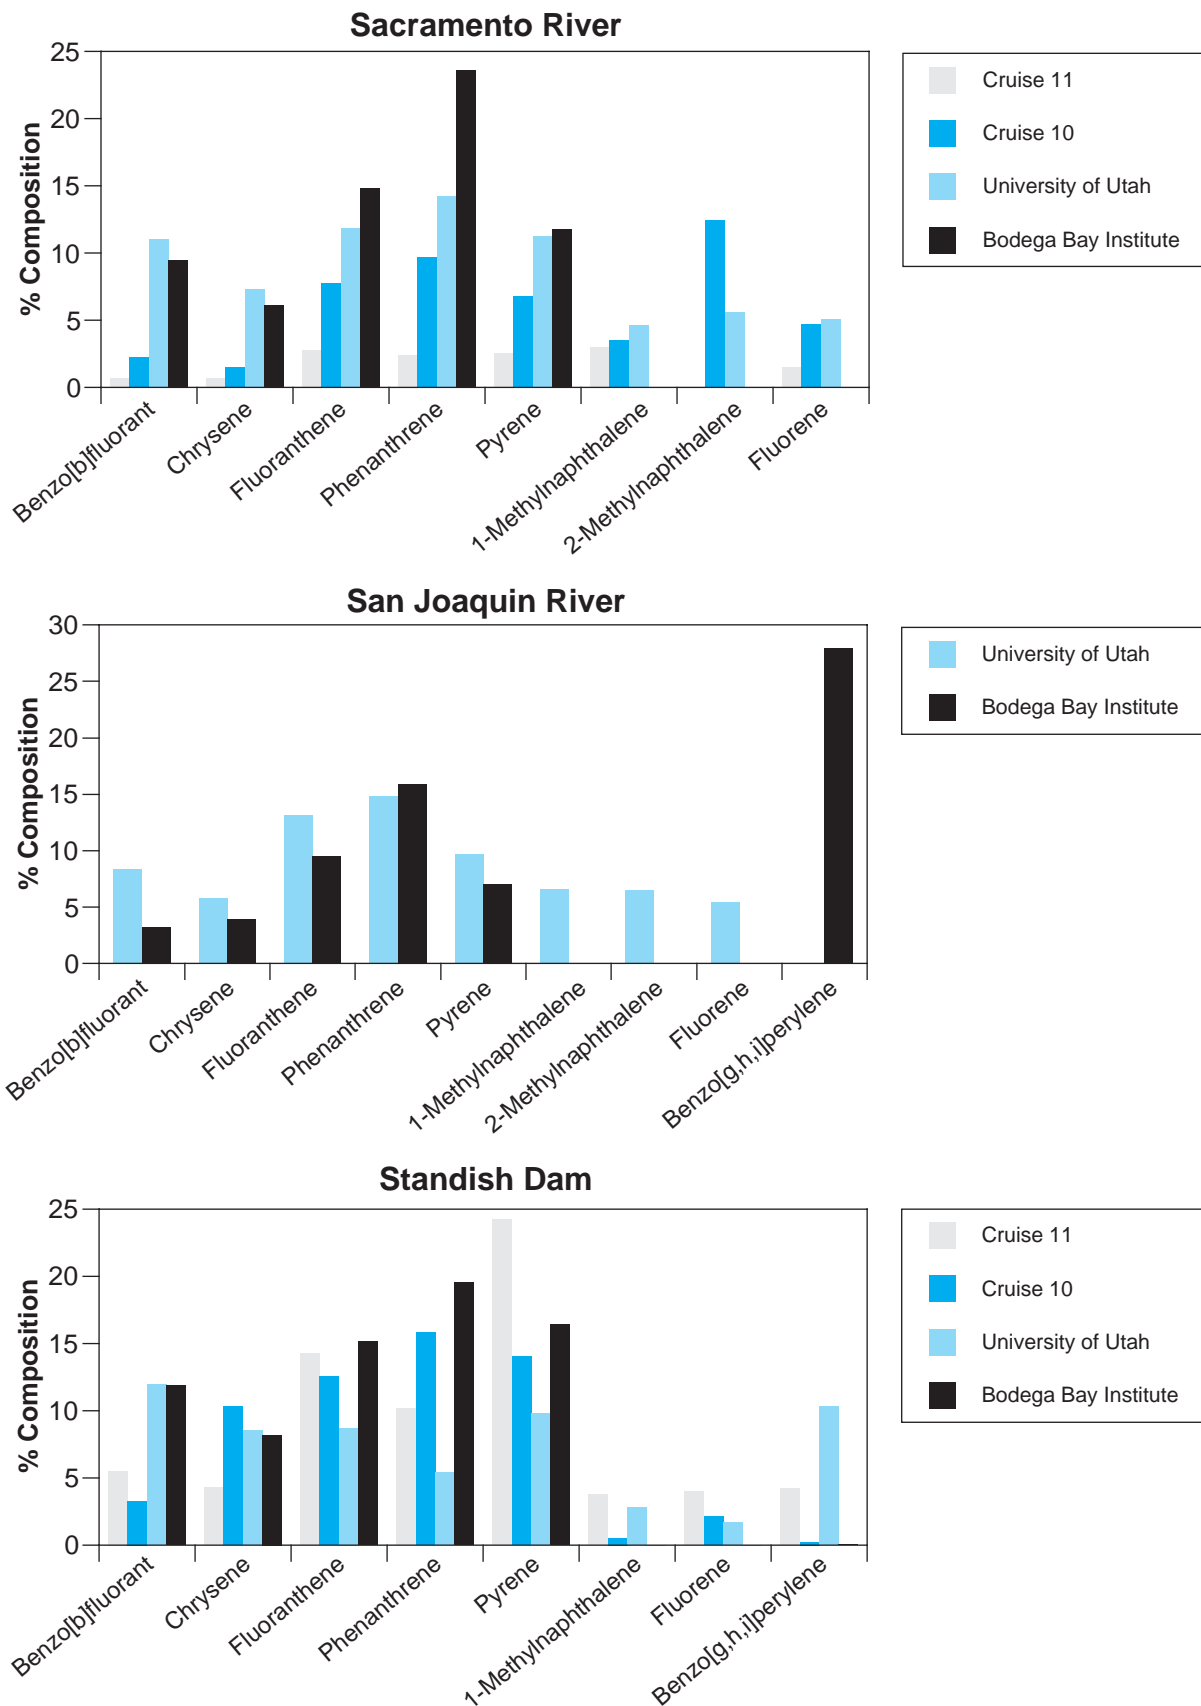 Sacramento River
% Composition
25
20
15
10
5
0
Benzo[b]fluorant
Chrysene
Fluoranthene
Phenanthrene
Pyrene
1-Methylnaphthalene
2-Methylnaphthalene
Fluorene
Cruise 11
Cruise 10
University of Utah
Bodega Bay Institute
San Joaquin River
% Composition
30
25
20
15
10
5
0
Benzo[b]fluorant
Chrysene
Fluoranthene
Phenanthrene
Pyrene
1-Methylnaphthalene
2-Methylnaphthalene
Fluorene
Benzo[g,h,i]perylene
University of Utah
Bodega Bay Institute
Standish Dam
% Composition
25
20
15
10
5
0
Benzo[b]fluorant
Chrysene
Fluoranthene
Phenanthrene
Pyrene
1-Methylnaphthalene
Fluorene
Benzo[g,h,i]perylene
Cruise 11
Cruise 10
University of Utah
Bodega Bay Institute